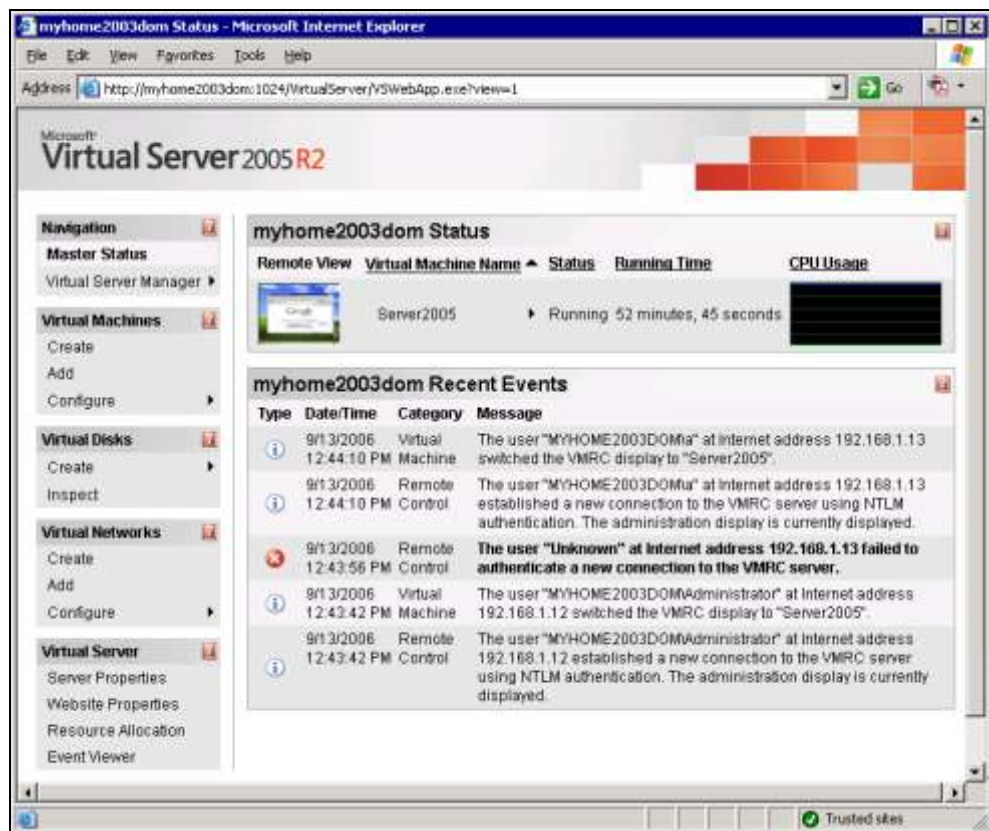 myhome2003dom Status - Microsoft Internet Explorer
File Edit View Favorites Tools Help
Address http://myhome2003dom:1024/VirtualServer/VSWebApp.exe?view=1 Go
Microsoft
Virtual Server 2005 R2
Navigation
Master Status
Virtual Server Manager
Virtual Machines
Create
Add
Configure
Virtual Disks
Create
Inspect
Virtual Networks
Create
Add
Configure
Virtual Server
Server Properties
Website Properties
Resource Allocation
Event Viewer
myhome2003dom Status
Remote View Virtual Machine Name Status Running Time CPU Usage
Server2005 Running 52 minutes, 45 seconds
myhome2003dom Recent Events
Type Date/Time Category Message
9/13/2006 Virtual The user "MYHOME2003DOM\a" at Internet address 192.168.1.13
12:44:10 PM Machine switched the VMRC display to "Server2005".
9/13/2006 Remote The user "MYHOME2003DOM\a" at Internet address 192.168.1.13
12:44:10 PM Control established a new connection to the VMRC server using NTLM
authentication. The administration display is currently displayed.
9/13/2006 Remote The user "Unknown" at Internet address 192.168.1.13 failed to
12:43:56 PM Control authenticate a new connection to the VMRC server.
9/13/2006 Virtual The user "MYHOME2003DOM\Administrator" at Internet address
12:43:42 PM Machine 192.168.1.12 switched the VMRC display to "Server2005".
9/13/2006 Remote The user "MYHOME2003DOM\Administrator" at Internet address
12:43:42 PM Control 192.168.1.12 established a new connection to the VMRC server
using NTLM authentication. The administration display is currently
displayed.
Trusted sites